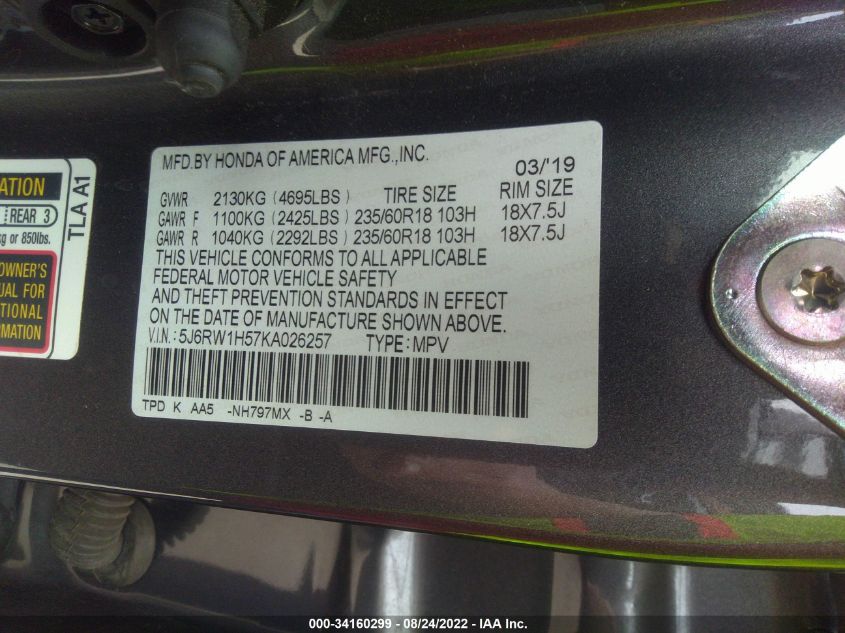 MFD.BY HONDA OF AMERICA MFG.,INC.
03/'19
GVWR 2130KG (4695LBS) TIRE SIZE RIM SIZE
GAWR F 1100KG (2425LBS) 235/60R18 103H 18X7.5J
GAWR R 1040KG (2292LBS) 235/60R18 103H 18X7.5J
THIS VEHICLE CONFORMS TO ALL APPLICABLE
FEDERAL MOTOR VEHICLE SAFETY
AND THEFT PREVENTION STANDARDS IN EFFECT
ON THE DATE OF MANUFACTURE SHOWN ABOVE.
V.I.N.: 5J6RW1H57KA026257 TYPE:MPV
TPD K AA5 -NH797MX -B -A
REAR 3
or 850lbs.
OWNER'S
FOR
TLA A1
000-34160299 - 08/24/2022 - IAA Inc.